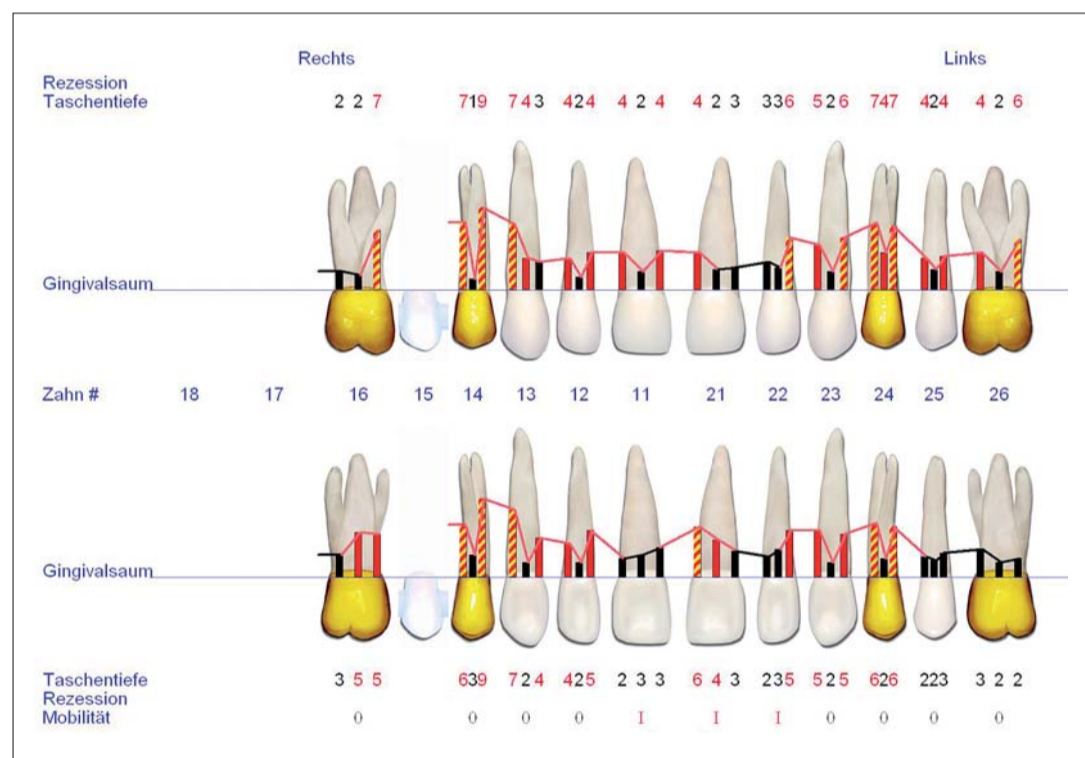 Rechts Links
Rezession
Taschentiefe 2 2 7 719 743 424 4 2 4 4 2 3 336 526 747 424 4 2 6
Gingivalsaum
Zahn # 18 17 16 15 14 13 12 11 21 22 23 24 25 26
Gingivalsaum
Taschentiefe 3 5 5 639 724 425 2 3 3 6 4 3 235 525 626 223 3 2 2
Rezession
Mobilität 0 0 0 0 I I I 0 0 0 0